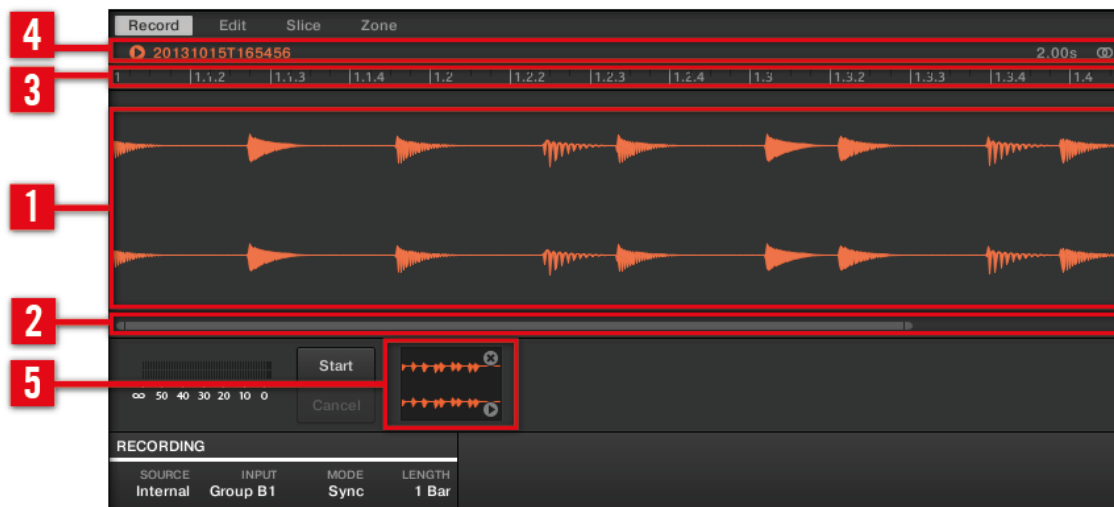 Record Edit Slice Zone
4
20131015T165456 2.00s
3
1 1.1.2 1.1.3 1.1.4 1.2 1.2.2 1.2.3 1.2.4 1.3 1.3.2 1.3.3 1.3.4 1.4
1
2
5
Start
∞ 50 40 30 20 10 0
Cancel
RECORDING
SOURCE INPUT MODE LENGTH
Internal Group B1 Sync 1 Bar